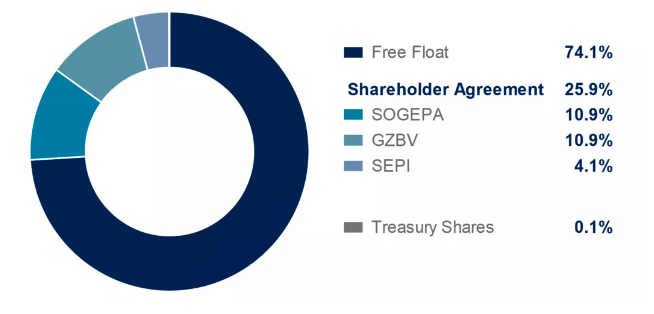 Free Float 74.1%
Shareholder Agreement 25.9%
SOGEPA 10.9%
GZBV 10.9%
SEPI 4.1%
Treasury Shares 0.1%